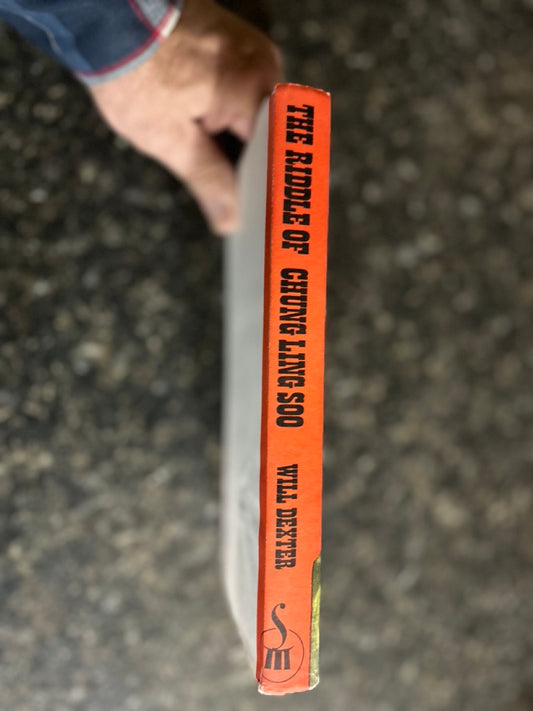 THE RIDDLE OF CHUNG LING SOO WILL DEXTER